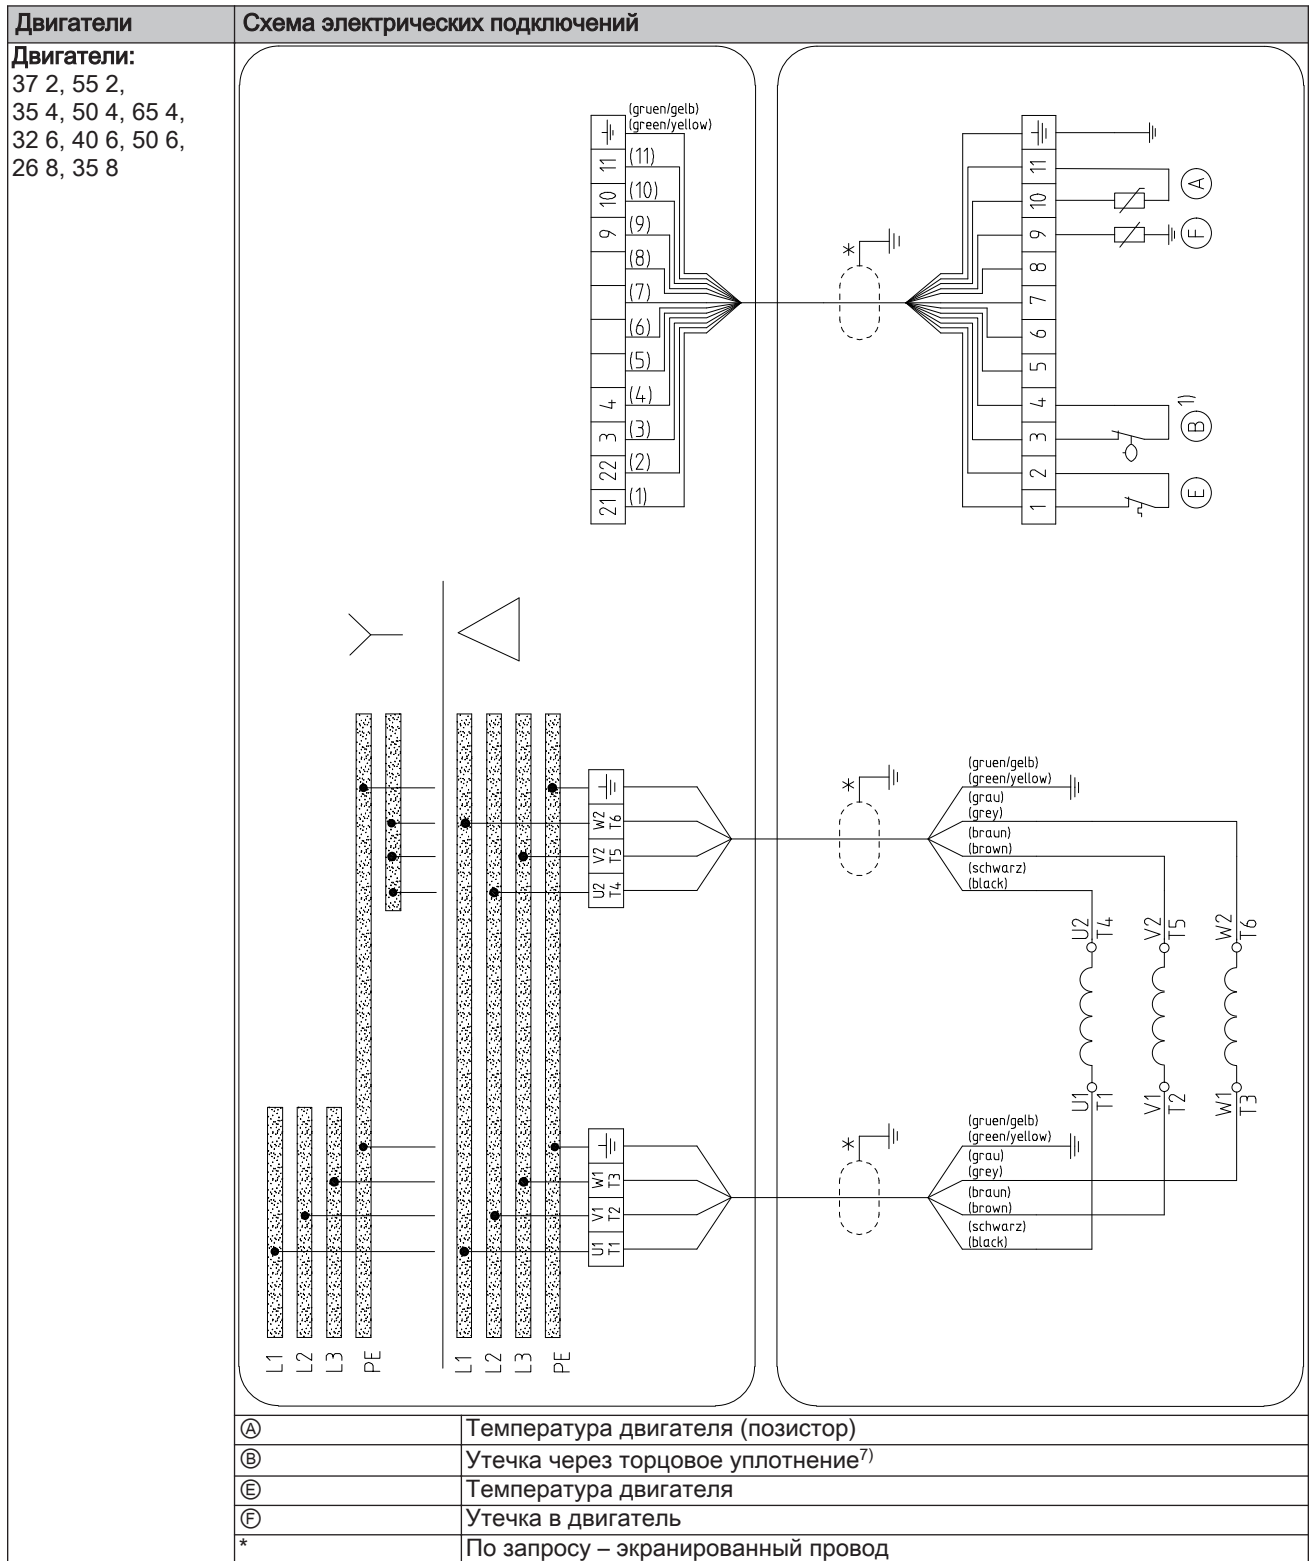 Двигатели
Схема электрических подключений
Двигатели:
37 2, 55 2,
35 4, 50 4, 65 4,
32 6, 40 6, 50 6,
26 8, 35 8
(gruen/gelb)
(green/yellow)
11 (11)
10 (10)
9 (9)
(8)
(7)
(6)
(5)
4 (4)
3 (3)
22 (2)
21 (1)
*
11
10
9
8
7
6
5
4
3
2
1
A
F
B 1)
E
W2 T6
V2 T5
U2 T4
*
(gruen/gelb)
(green/yellow)
(grau)
(grey)
(braun)
(brown)
(schwarz)
(black)
U2 T4
V2 T5
W2 T6
U1 T1
V1 T2
W1 T3
W1 T3
V1 T2
U1 T1
*
(gruen/gelb)
(green/yellow)
(grau)
(grey)
(braun)
(brown)
(schwarz)
(black)
L1 L2 L3 PE
L1 L2 L3 PE
Ⓐ Температура двигателя (позистор)
Ⓑ Утечка через торцовое уплотнение7)
Ⓔ Температура двигателя
Ⓕ Утечка в двигатель
* По запросу – экранированный провод